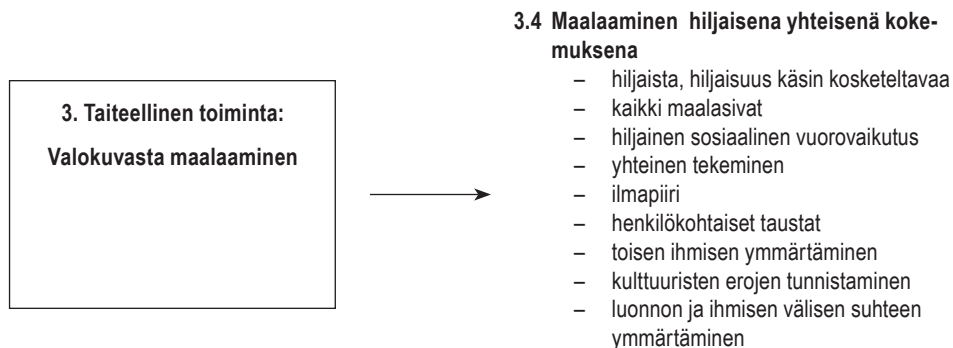 3. Taiteellinen toiminta:
Valokuvasta maalaaminen
3.4 Maalaaminen hiljaisena yhteisenä koke-
muksena
– hiljaista, hiljaisuus käsin kosketeltavaa
– kaikki maalasivat
– hiljainen sosiaalinen vuorovaikutus
– yhteinen tekeminen
– ilmapiiri
– henkilökohtaiset taustat
– toisen ihmisen ymmärtäminen
– kulttuuristen erojen tunnistaminen
– luonnon ja ihmisen välisen suhteen
ymmärtäminen